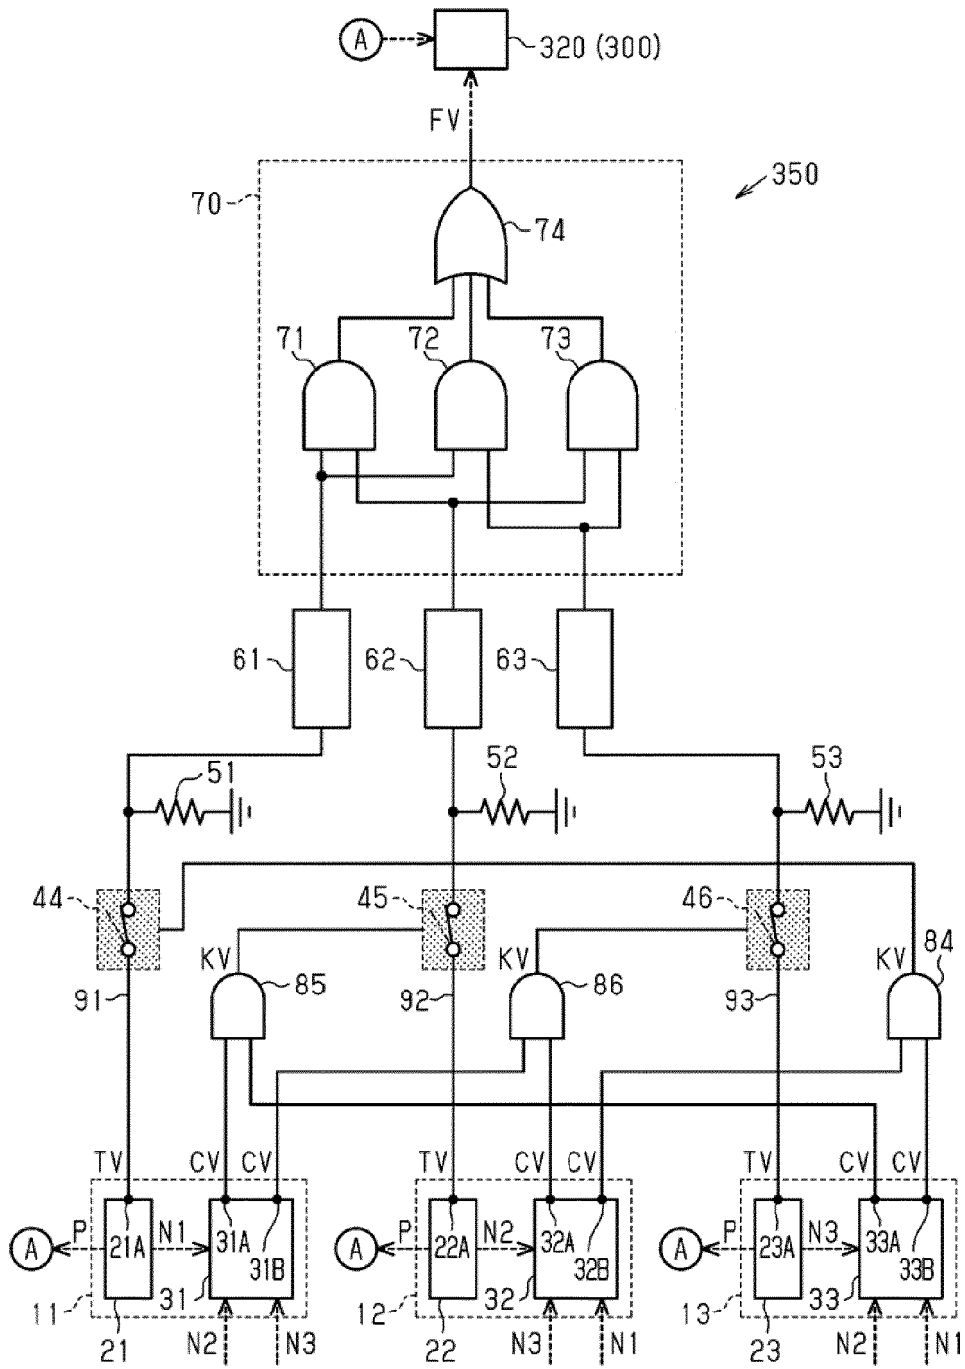 A
320 (300)
FV
350
70
74
71
72
73
61
62
63
51
52
53
44
45
46
KV
85
KV
86
KV
84
91
92
93
TV
CV
CV
TV
CV
CV
TV
CV
CV
A
P
21A
N1
31A
31B
A
P
22A
N2
32A
32B
A
P
23A
N3
33A
33B
11
21
31
N2
N3
12
22
32
N3
N1
13
23
33
N2
N1